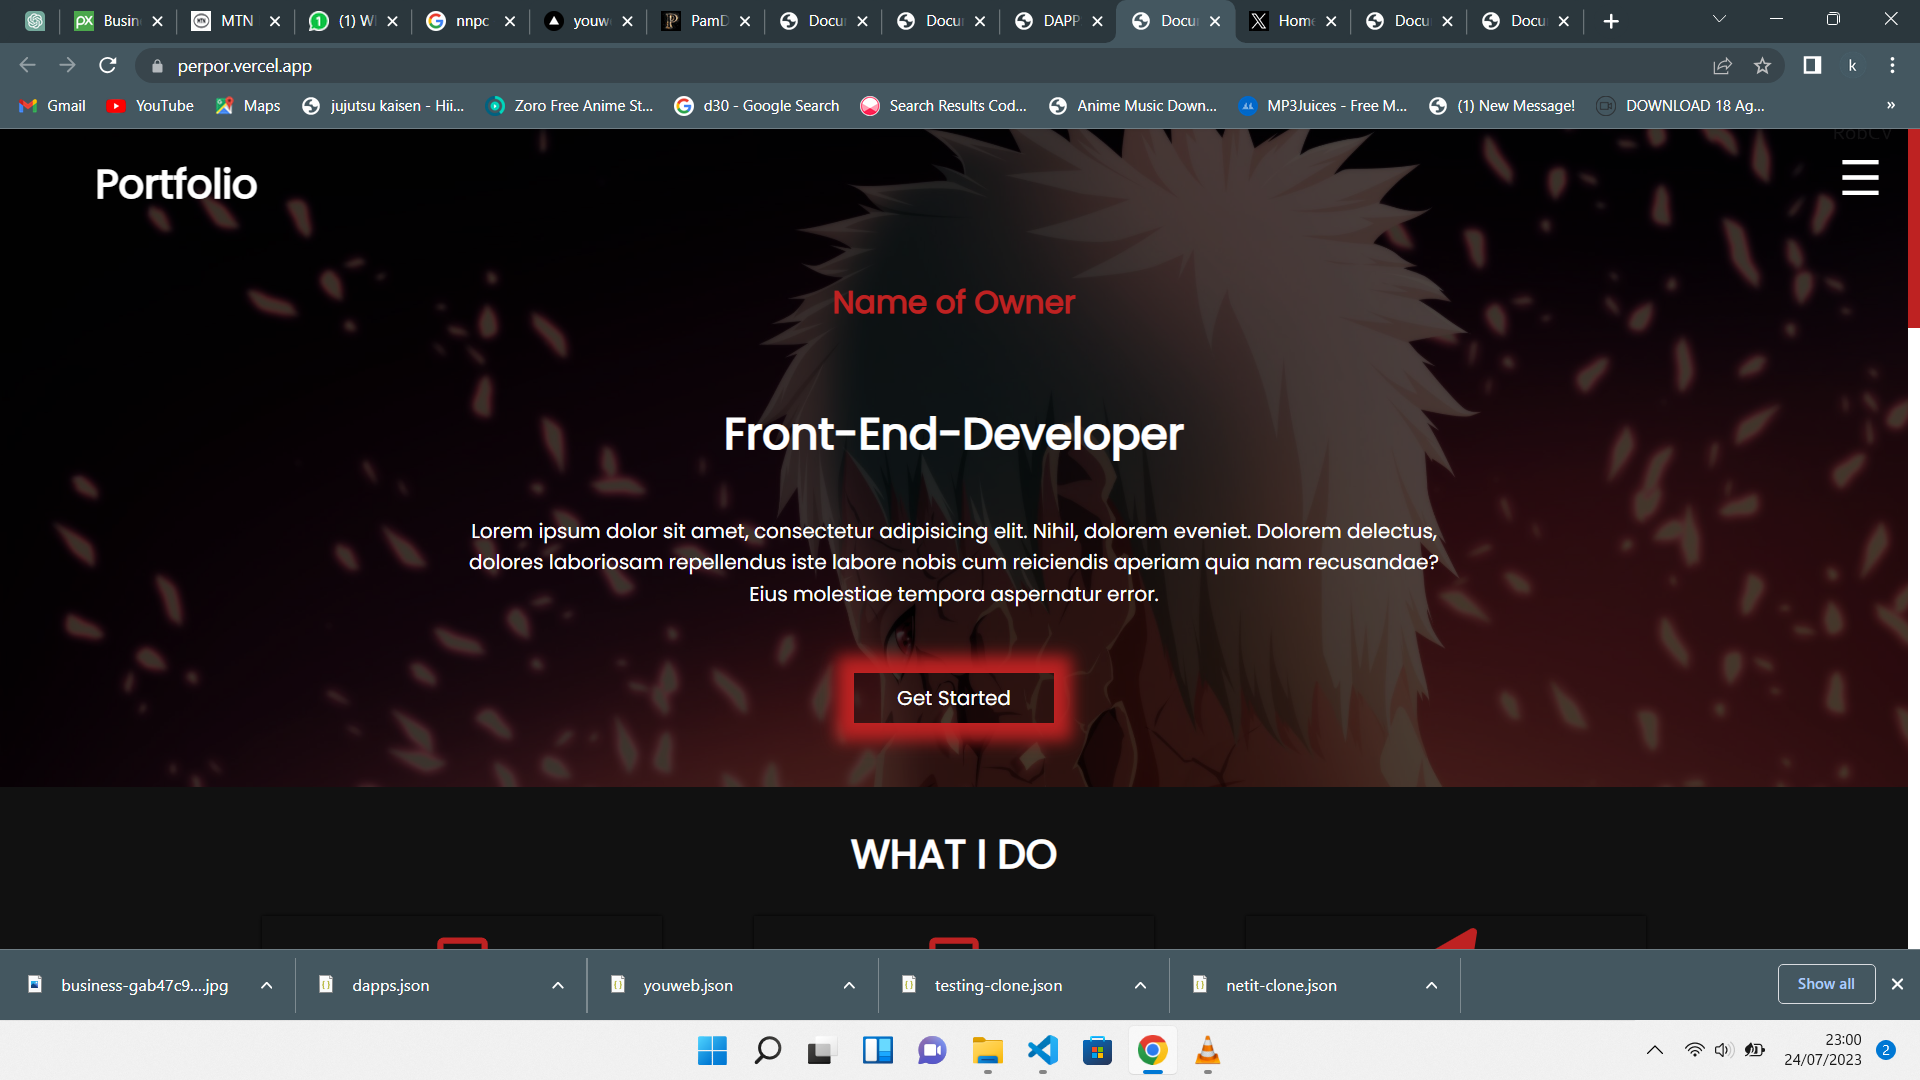 Busin
MTN
(1) W
nnpc
youw
PamD
Docu
Docu
DAPP
Docu
Home
Docu
Docu
perpor.vercel.app
k
Gmail
YouTube
Maps
jujutsu kaisen - Hii...
Zoro Free Anime St...
d30 - Google Search
Search Results Cod...
Anime Music Down...
MP3Juices - Free M...
(1) New Message!
DOWNLOAD 18 Ag...
»
RobCV
Portfolio
Name of Owner
Front-End-Developer
Lorem ipsum dolor sit amet, consectetur adipisicing elit. Nihil, dolorem eveniet. Dolorem delectus,
dolores laboriosam repellendus iste labore nobis cum reiciendis aperiam quia nam recusandae?
Eius molestiae tempora aspernatur error.
Get Started
WHAT I DO
business-gab47c9....jpg
dapps.json
youweb.json
testing-clone.json
netit-clone.json
Show all
23:00
24/07/2023
2